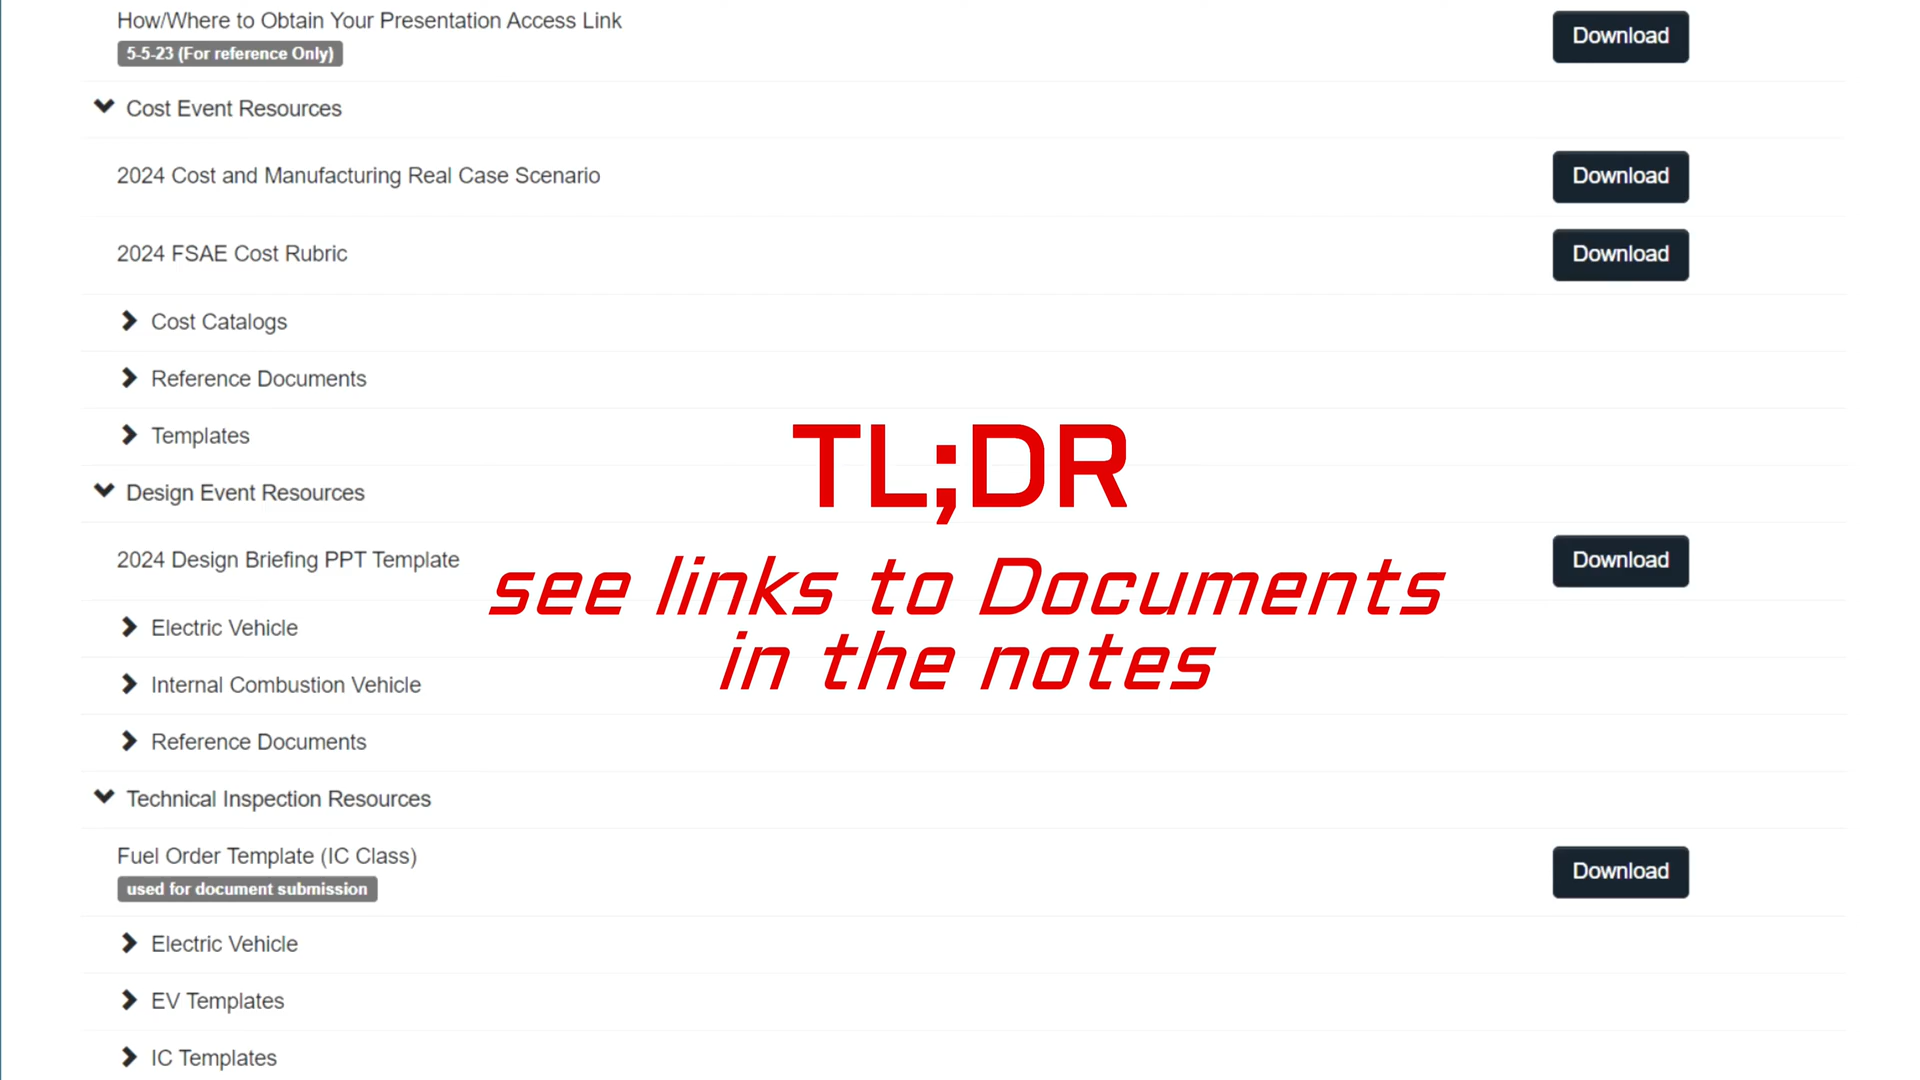 How/Where to Obtain Your Presentation Access Link
Download
5-5-23 (For reference Only)
Cost Event Resources
2024 Cost and Manufacturing Real Case Scenario
Download
2024 FSAE Cost Rubric
Download
Cost Catalogs
Reference Documents
Templates
TL;DR
Design Event Resources
2024 Design Briefing PPT Template
Download
see links to Documents
in the notes
Electric Vehicle
Internal Combustion Vehicle
Reference Documents
Technical Inspection Resources
Fuel Order Template (IC Class)
Download
used for document submission
Electric Vehicle
EV Templates
IC Templates